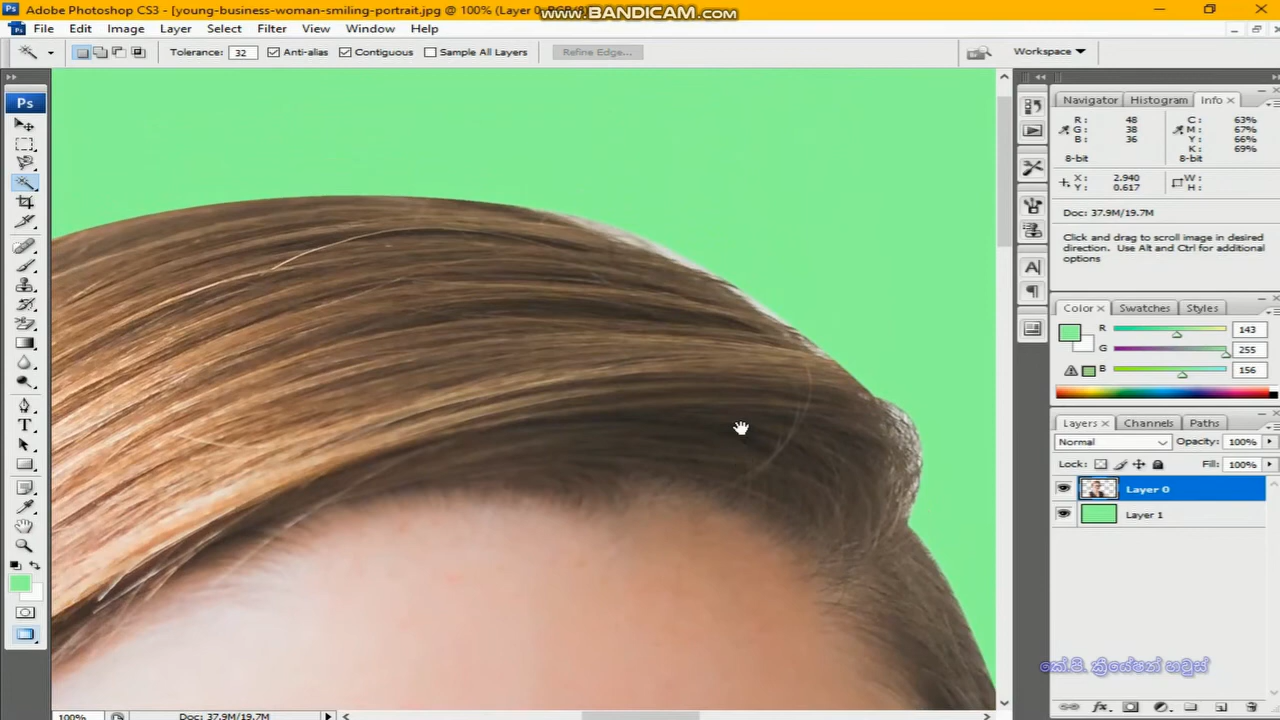 Adobe Photoshop CS3 - [young-business-woman-smiling-portrait.jpg @ 100% (Layer 0,
www.BANDICAM.com
File Edit Image Layer Select Filter View Window Help
Tolerance: 32 Anti-alias Contiguous Sample All Layers Refine Edge... Workspace
Ps
Navigator Histogram Info
R: 48 C: 63%
G: 38 M: 67%
B: 36 Y: 66%
K: 69%
8-bit 8-bit
X: 2.940 W:
Y: 0.617 H:
Doc: 37.9M/19.7M
Click and drag to scroll image in desired
direction. Use Alt and Ctrl for additional
options
Color Swatches Styles
R 143
G 255
B 156
Layers Channels Paths
Normal Opacity: 100%
Lock: Fill: 100%
Layer 0
Layer 1
කේ.පී. ක්‍රියේෂන් හවුස්
100% Doc: 37.9M/19.7M